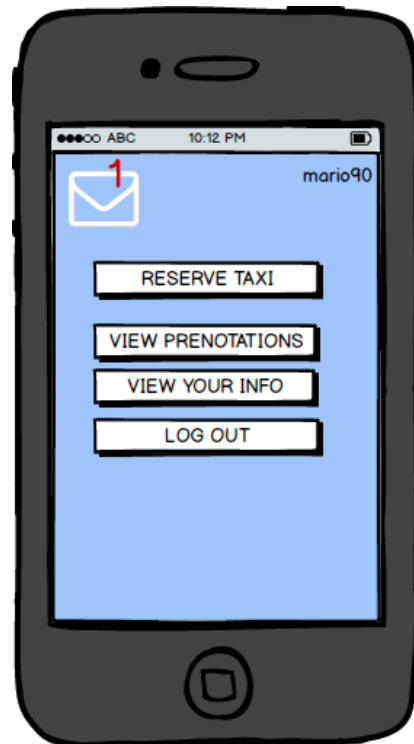 ABC 10:12 PM
1
mario90
RESERVE TAXI
VIEW PRENOTATIONS
VIEW YOUR INFO
LOG OUT